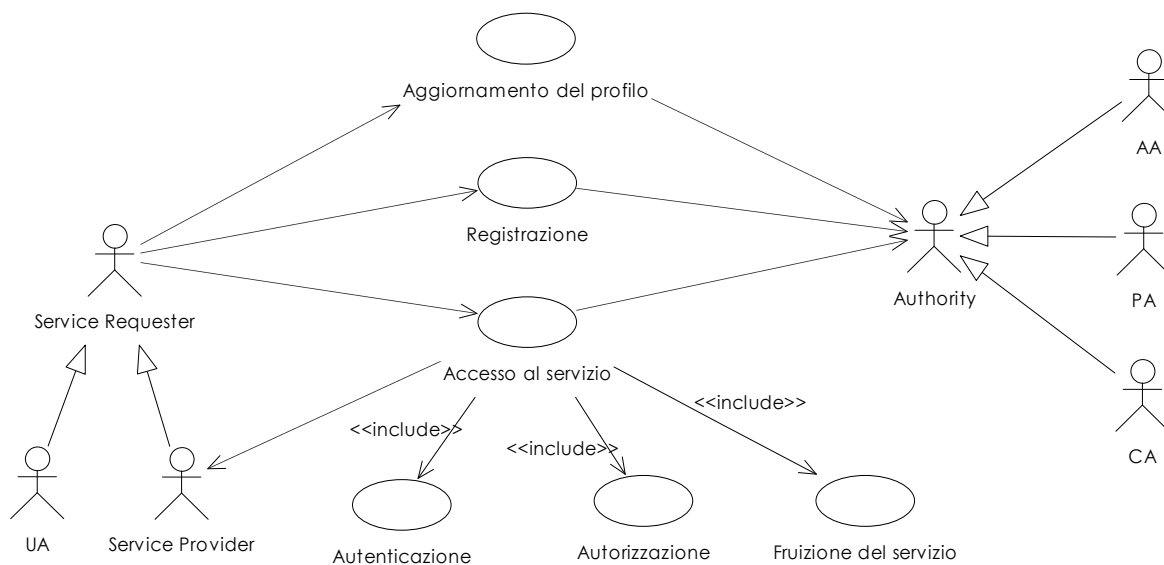 Aggiornamento del profilo
AA
Registrazione
Service Requester
Authority
PA
Accesso al servizio
<<include>>
<<include>>
<<include>>
CA
UA
Service Provider
Autenticazione
Autorizzazione
Fruizione del servizio